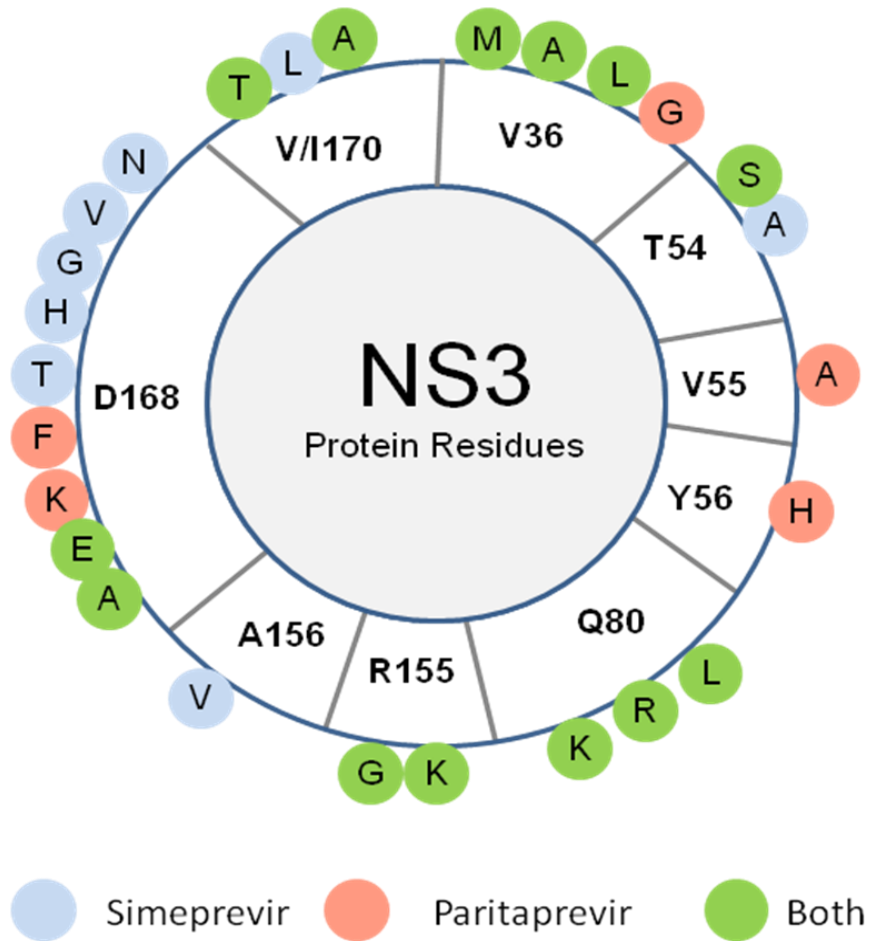 T
L
A
M
A
L
G
S
A
A
H
L
R
K
K
G
V
A
E
K
F
T
H
G
V
N
V/I170
V36
T54
V55
Y56
Q80
R155
A156
D168
NS3
Protein Residues
Simeprevir
Paritaprevir
Both